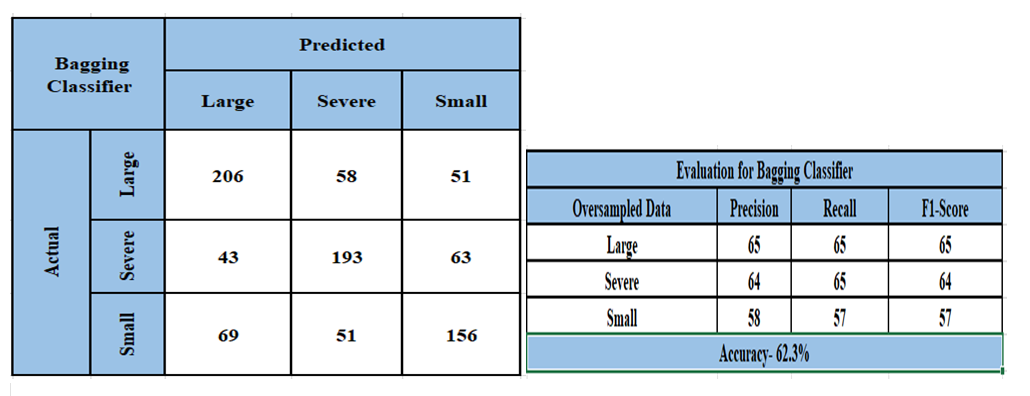 Bagging
Classifier
Predicted
Large Severe Small
Actual
Large 206 58 51
Severe 43 193 63
Small 69 51 156
Evaluation for Bagging Classifier
Oversampled Data Precision Recall F1-Score
Large 65 65 65
Severe 64 65 64
Small 58 57 57
Accuracy- 62.3%